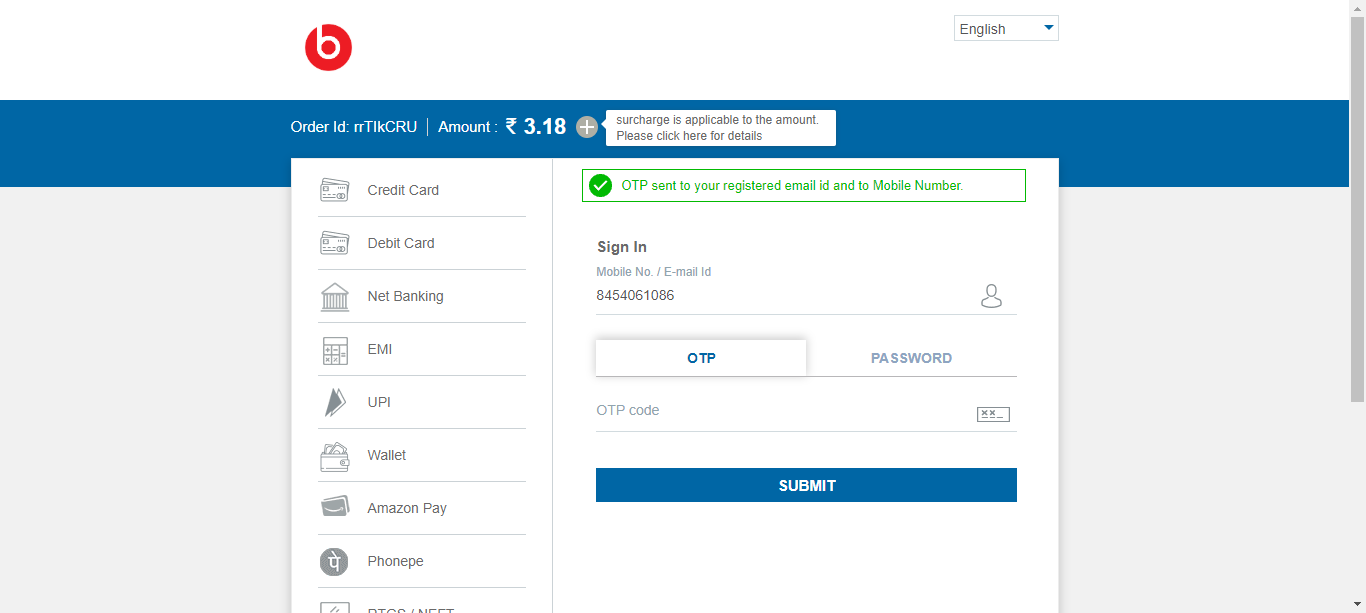 b
English
Order Id: rrTIkCRU
Amount : ₹ 3.18
surcharge is applicable to the amount.
Please click here for details
Credit Card
Debit Card
Net Banking
EMI
UPI
Wallet
Amazon Pay
पे
Phonepe
RTGS / NEFT
OTP sent to your registered email id and to Mobile Number.
Sign In
Mobile No. / E-mail Id
8454061086
OTP
PASSWORD
OTP code
SUBMIT